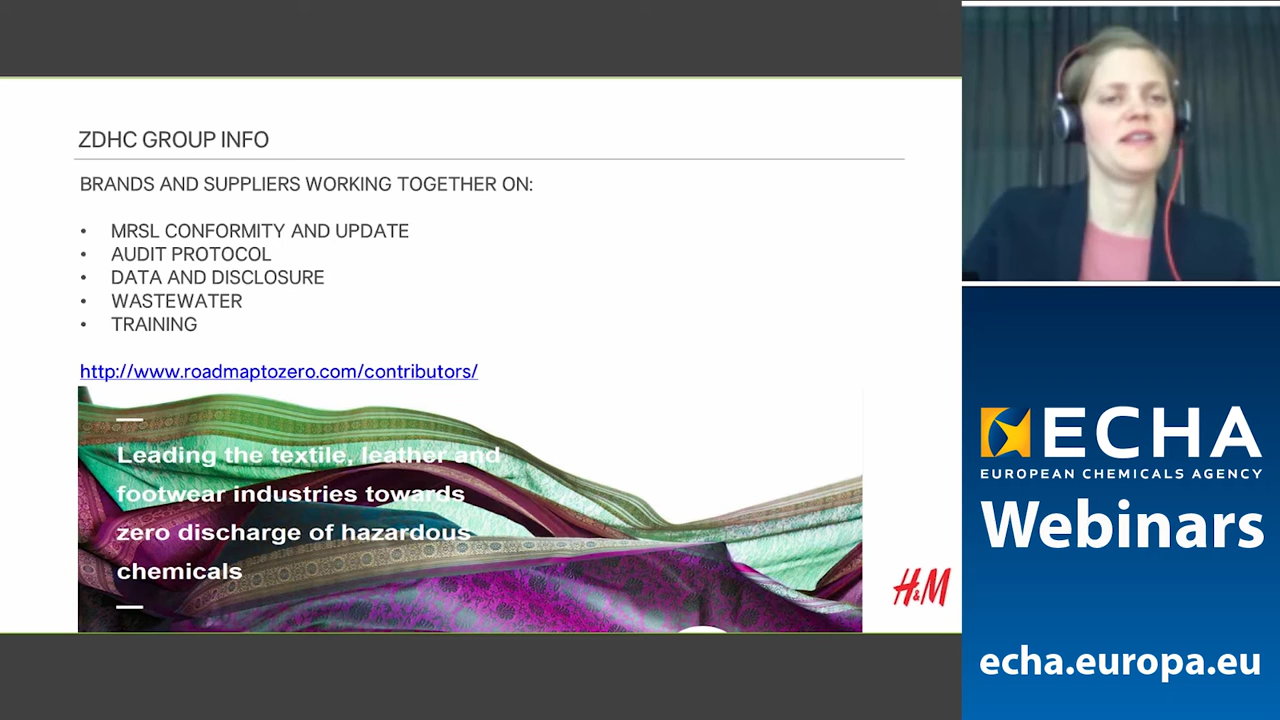 ZDHC GROUP INFO
BRANDS AND SUPPLIERS WORKING TOGETHER ON:
• MRSL CONFORMITY AND UPDATE
• AUDIT PROTOCOL
• DATA AND DISCLOSURE
• WASTEWATER
• TRAINING
http://www.roadmaptozero.com/contributors/
Leading the textile, leather and
footwear industries towards
zero discharge of hazardous
chemicals
H&M
ECHA
EUROPEAN CHEMICALS AGENCY
Webinars
echa.europa.eu